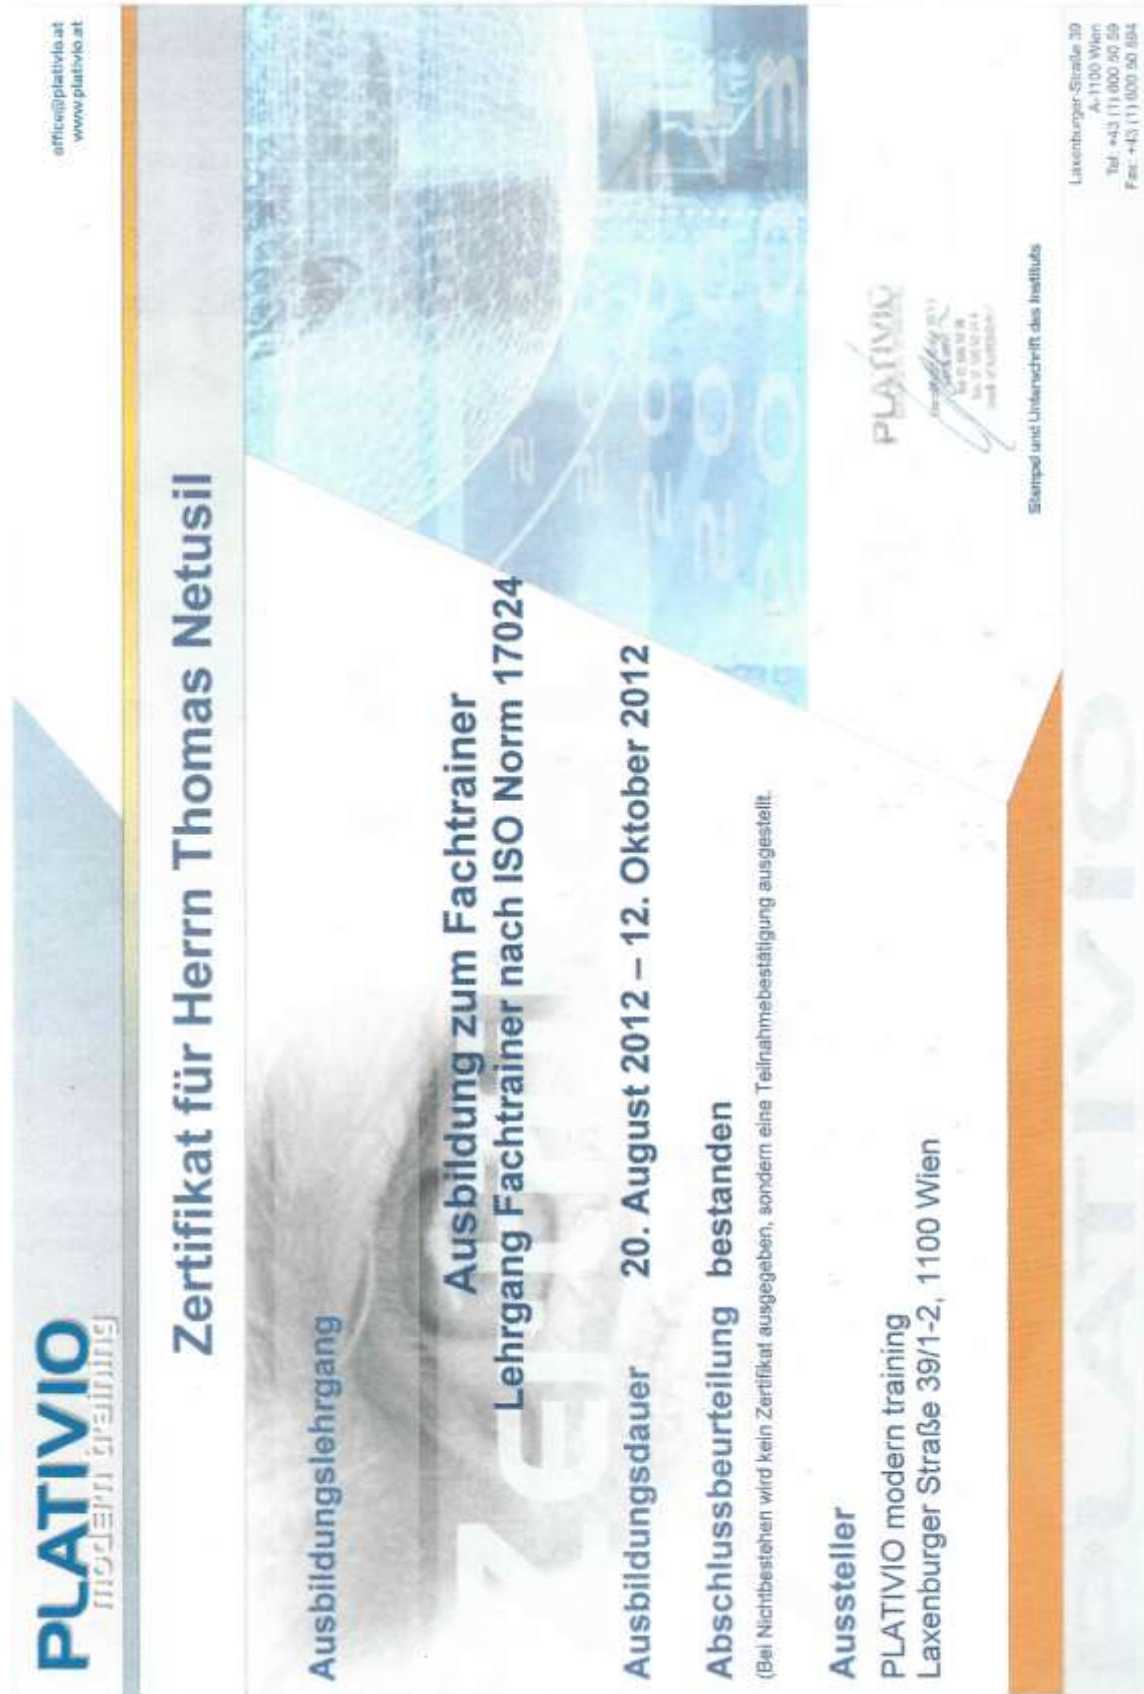 PLATIVIO
modern training
office@plativio.at
www.plativio.at
Zertifikat für Herrn Thomas Netusil
Ausbildungslehrgang
Ausbildung zum Fachtrainer
Lehrgang Fachtrainer nach ISO Norm 17024
Ausbildungsdauer 20. August 2012 – 12. Oktober 2012
Abschlussbeurteilung bestanden
(Bei Nichtbestehen wird kein Zertifikat ausgegeben, sondern eine Teilnahmebestätigung ausgestellt.
Aussteller
PLATIVIO modern training
Laxenburger Straße 39/1-2, 1100 Wien
PLATIVIO
Stempel und Unterschrift des Instituts
Laxenburger-Straße 39
A-1100 Wien
Tel: +43 (1) 600 50 59
Fax: +43 (1) 600 50 594
PLATIVIO
2003